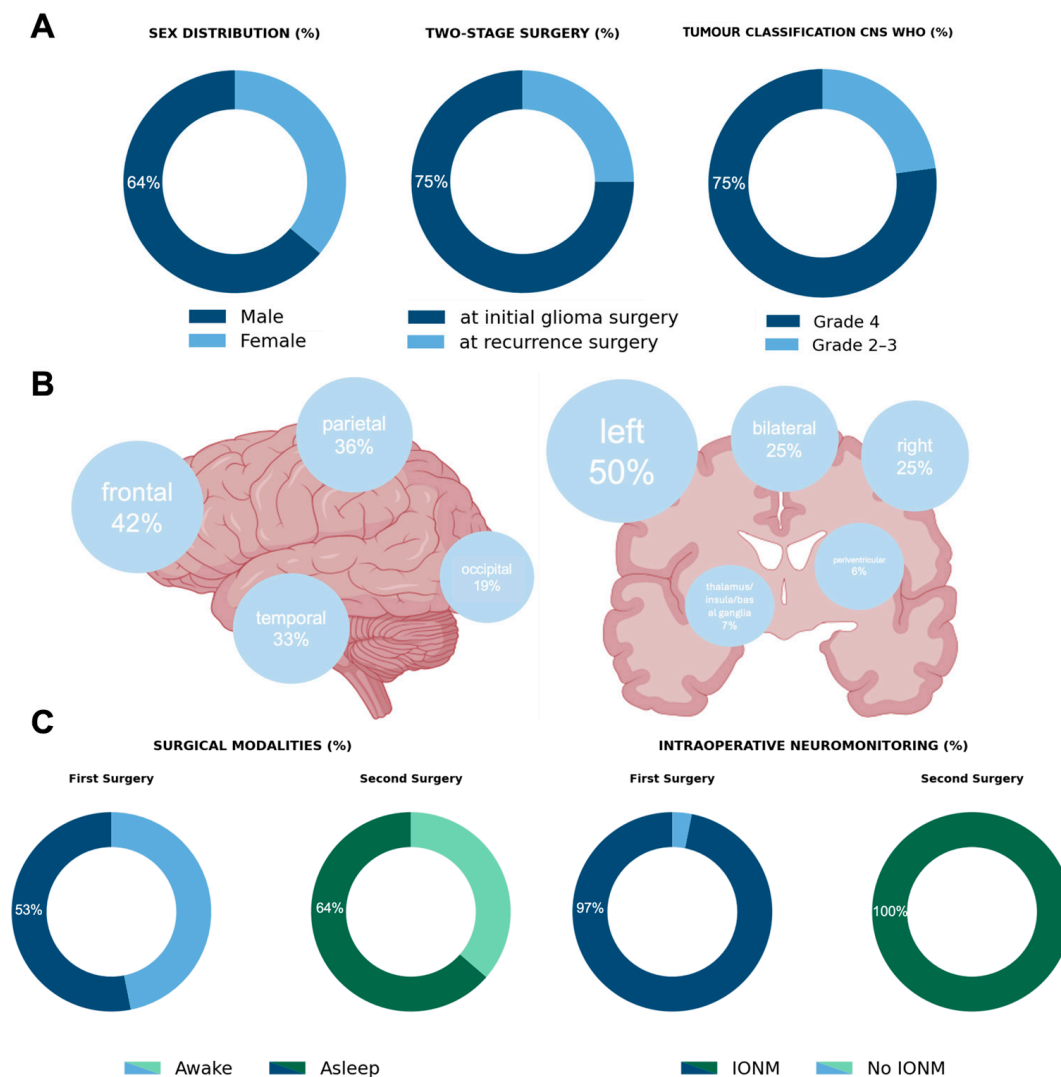 A
SEX DISTRIBUTION (%)
TWO-STAGE SURGERY (%)
TUMOUR CLASSIFICATION CNS WHO (%)
64%
75%
75%
Male
Female
at initial glioma surgery
at recurrence surgery
Grade 4
Grade 2–3
B
frontal
42%
parietal
36%
temporal
33%
occipital
19%
left
50%
bilateral
25%
right
25%
thalamus/
insula/bas
al ganglia
7%
periventricular
6%
C
SURGICAL MODALITIES (%)
INTRAOPERATIVE NEUROMONITORING (%)
First Surgery
Second Surgery
First Surgery
Second Surgery
53%
64%
97%
100%
Awake
Asleep
IONM
No IONM